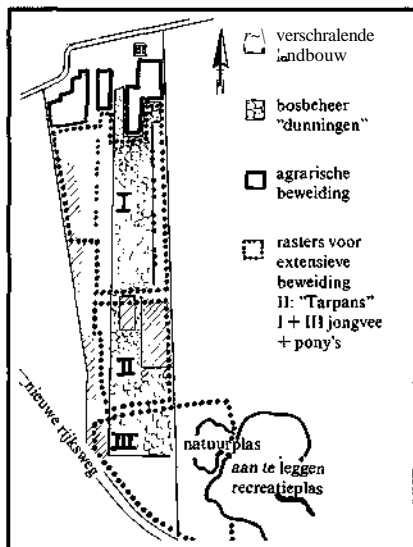 verschralende
landbouw
bosbeheer
"dunningen"
agrarische
beweiding
rasters voor
extensieve
beweiding
II: "Tarpans"
I + III jongvee
+ pony's
I
II
III
nieuwe rijksweg
natuurplas
aan te leggen
recreatieplas